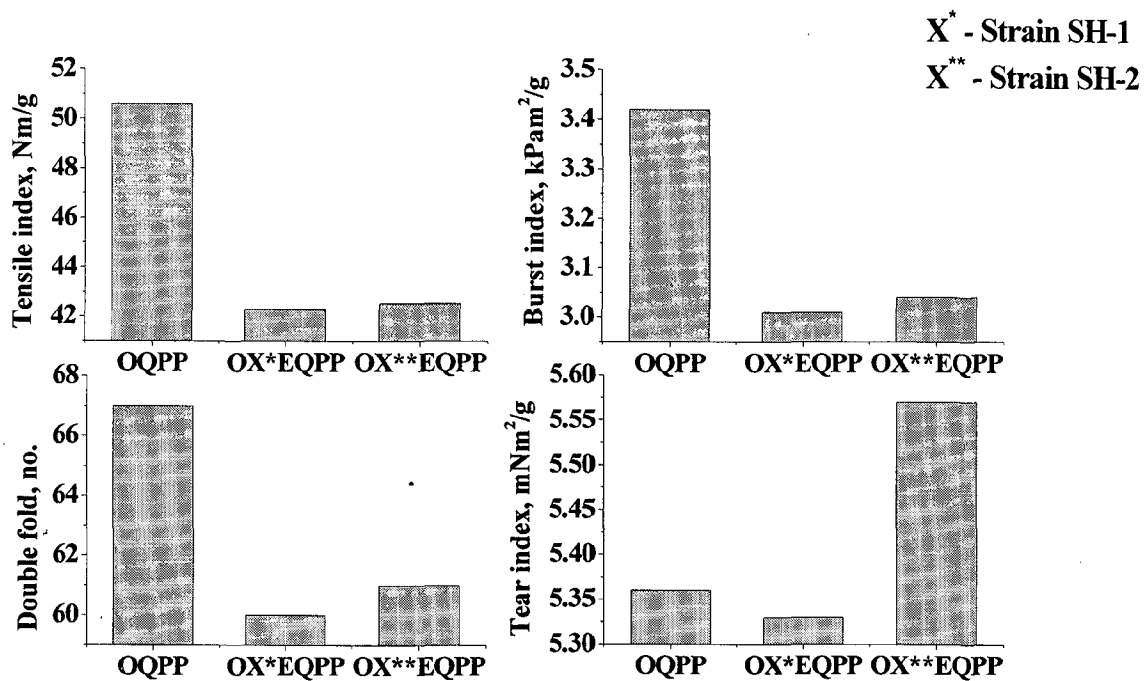 X* - Strain SH-1
X** - Strain SH-2
Tensile index, Nm/g
52
50
48
46
44
42
OQPP OX*EQPP OX**EQPP
Burst index, kPam²/g
3.5
3.4
3.3
3.2
3.1
3.0
OQPP OX*EQPP OX**EQPP
Double fold, no.
68
66
64
62
60
OQPP OX*EQPP OX**EQPP
Tear index, mNm²/g
5.60
5.55
5.50
5.45
5.40
5.35
5.30
OQPP OX*EQPP OX**EQPP